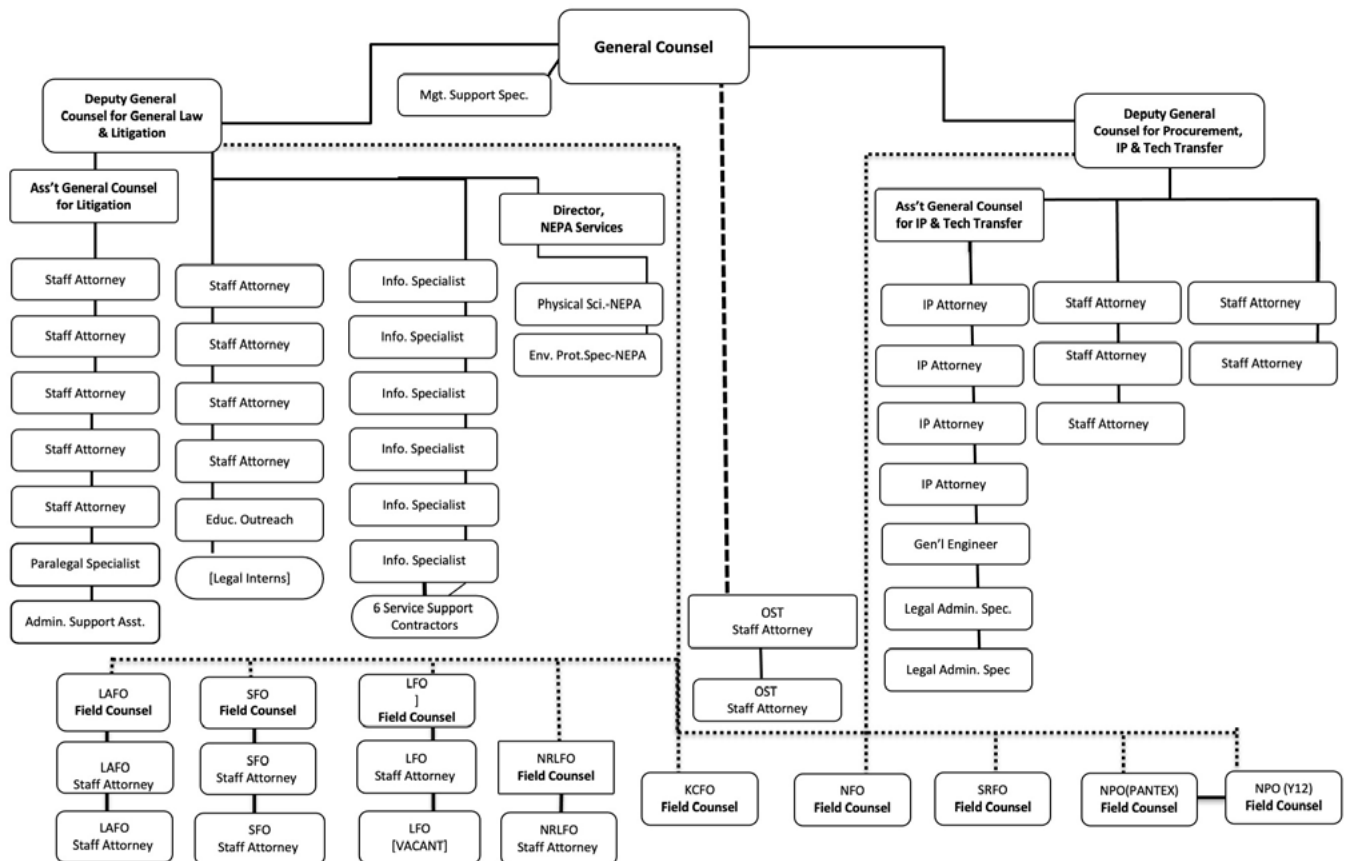 General Counsel
Mgt. Support Spec.
Deputy General
Counsel for General Law
& Litigation
Deputy General
Counsel for Procurement,
IP & Tech Transfer
Ass't General Counsel
for Litigation
Staff Attorney
Staff Attorney
Staff Attorney
Staff Attorney
Staff Attorney
Paralegal Specialist
Admin. Support Asst.
Staff Attorney
Staff Attorney
Staff Attorney
Staff Attorney
Educ. Outreach
[Legal Interns]
Info. Specialist
Info. Specialist
Info. Specialist
Info. Specialist
Info. Specialist
Info. Specialist
6 Service Support
Contractors
Director,
NEPA Services
Physical Sci.-NEPA
Env. Prot.Spec-NEPA
Ass't General Counsel
for IP & Tech Transfer
IP Attorney
IP Attorney
IP Attorney
IP Attorney
Gen'l Engineer
Legal Admin. Spec.
Legal Admin. Spec
Staff Attorney
Staff Attorney
Staff Attorney
Staff Attorney
Staff Attorney
OST
Staff Attorney
OST
Staff Attorney
LAFO
Field Counsel
LAFO
Staff Attorney
LAFO
Staff Attorney
SFO
Field Counsel
SFO
Staff Attorney
SFO
Staff Attorney
LFO
]
Field Counsel
LFO
Staff Attorney
LFO
[VACANT]
NRLFO
Field Counsel
NRLFO
Staff Attorney
KCFO
Field Counsel
NFO
Field Counsel
SRFO
Field Counsel
NPO(PANTEX)
Field Counsel
NPO (Y12)
Field Counsel